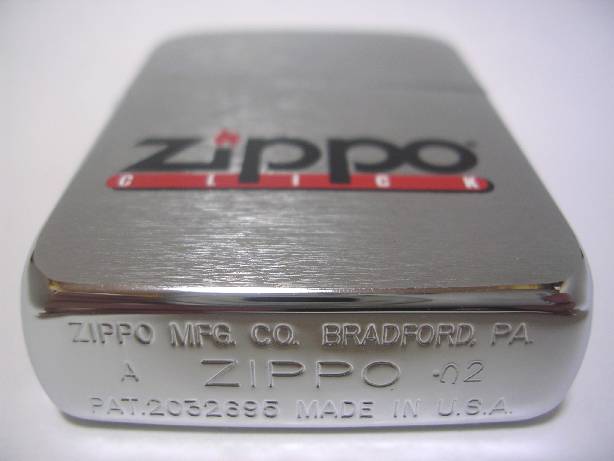 Zippo
CLICK
ZIPPO MFG. CO. BRADFORD, PA.
A ZIPPO 02
PAT.2032695 MADE IN U.S.A.